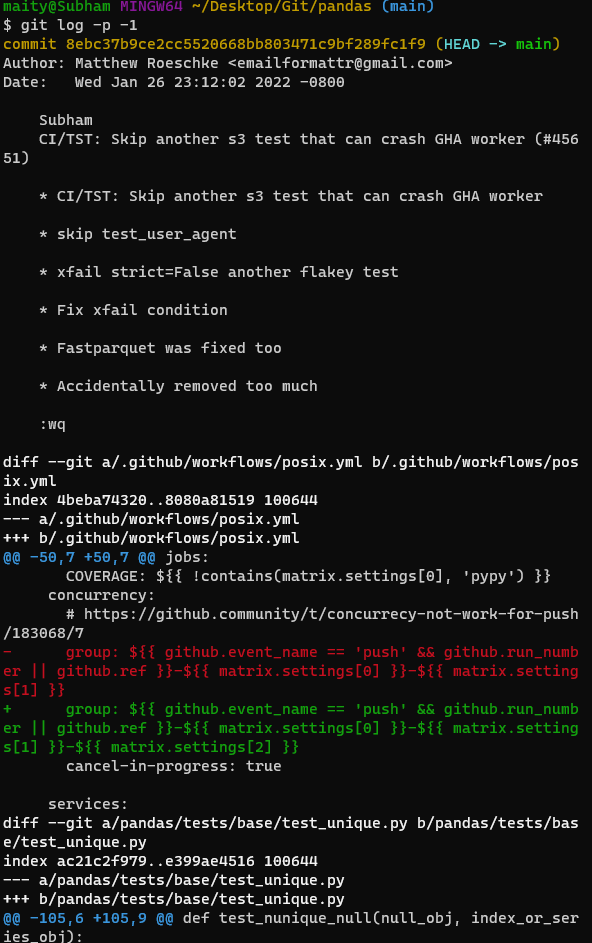 maity@Subham MINGW64 ~/Desktop/Git/pandas (main)
$ git log -p -1
commit 8ebc37b9ce2cc5520668bb803471c9bf289fc1f9 (HEAD -> main)
Author: Matthew Roeschke <emailformattr@gmail.com>
Date:   Wed Jan 26 23:12:02 2022 -0800

    Subham
    CI/TST: Skip another s3 test that can crash GHA worker (#456
51)

    * CI/TST: Skip another s3 test that can crash GHA worker

    * skip test_user_agent

    * xfail strict=False another flakey test

    * Fix xfail condition

    * Fastparquet was fixed too

    * Accidentally removed too much

    :wq

diff --git a/.github/workflows/posix.yml b/.github/workflows/pos
ix.yml
index 4beba74320..8080a81519 100644
--- a/.github/workflows/posix.yml
+++ b/.github/workflows/posix.yml
@@ -50,7 +50,7 @@ jobs:
       COVERAGE: ${{ !contains(matrix.settings[0], 'pypy') }}
     concurrency:
       # https://github.community/t/concurrecy-not-work-for-push
/183068/7
-      group: ${{ github.event_name == 'push' && github.run_numb
er || github.ref }}-${{ matrix.settings[0] }}-${{ matrix.setting
s[1] }}
+      group: ${{ github.event_name == 'push' && github.run_numb
er || github.ref }}-${{ matrix.settings[0] }}-${{ matrix.setting
s[1] }}-${{ matrix.settings[2] }}
       cancel-in-progress: true

     services:
diff --git a/pandas/tests/base/test_unique.py b/pandas/tests/bas
e/test_unique.py
index ac21c2f979..e399ae4516 100644
--- a/pandas/tests/base/test_unique.py
+++ b/pandas/tests/base/test_unique.py
@@ -105,6 +105,9 @@ def test_nunique_null(null_obj, index_or_ser
ies_obj):